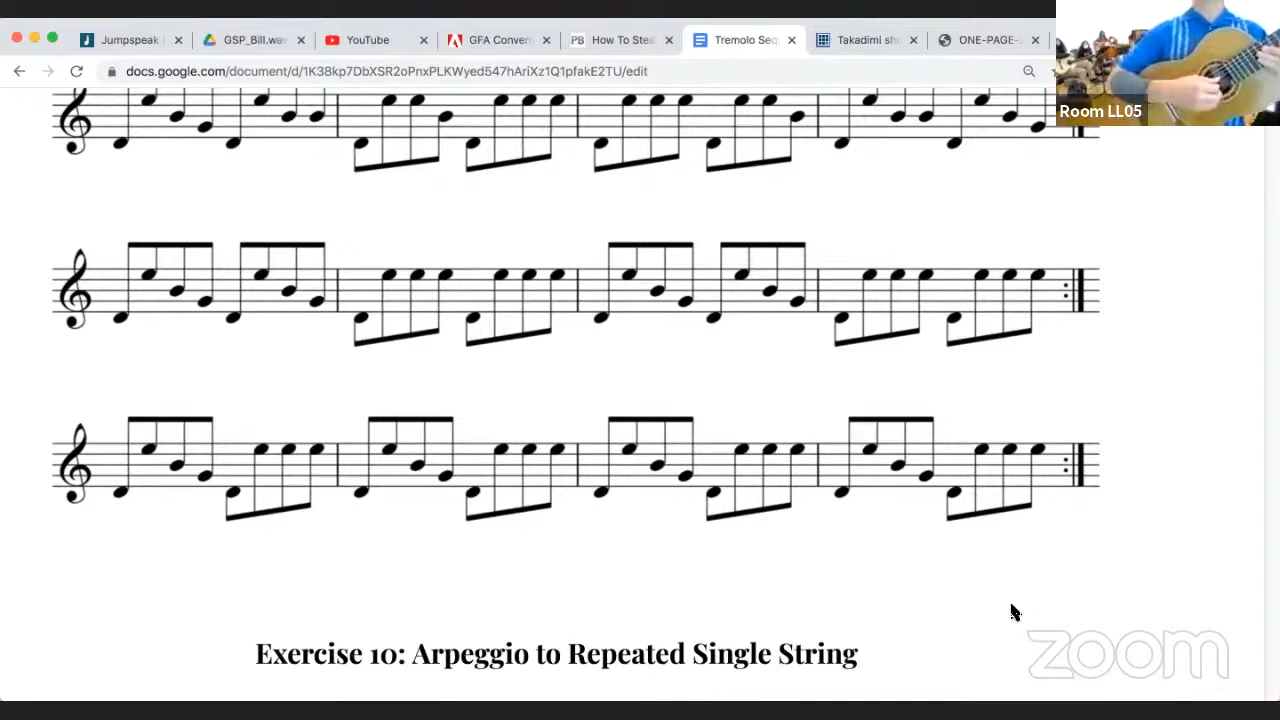 Jumpspeak
GSP_Bill.wav
YouTube
GFA Conven
PB How To Stea
Tremolo Seq
Takadimi sh
ONE-PAGE-
docs.google.com/document/d/1K38kp7DbXSR2oPnxPLKWyed547hAriXz1Q1pfakE2TU/edit
Room LL05
Exercise 10: Arpeggio to Repeated Single String
zoom